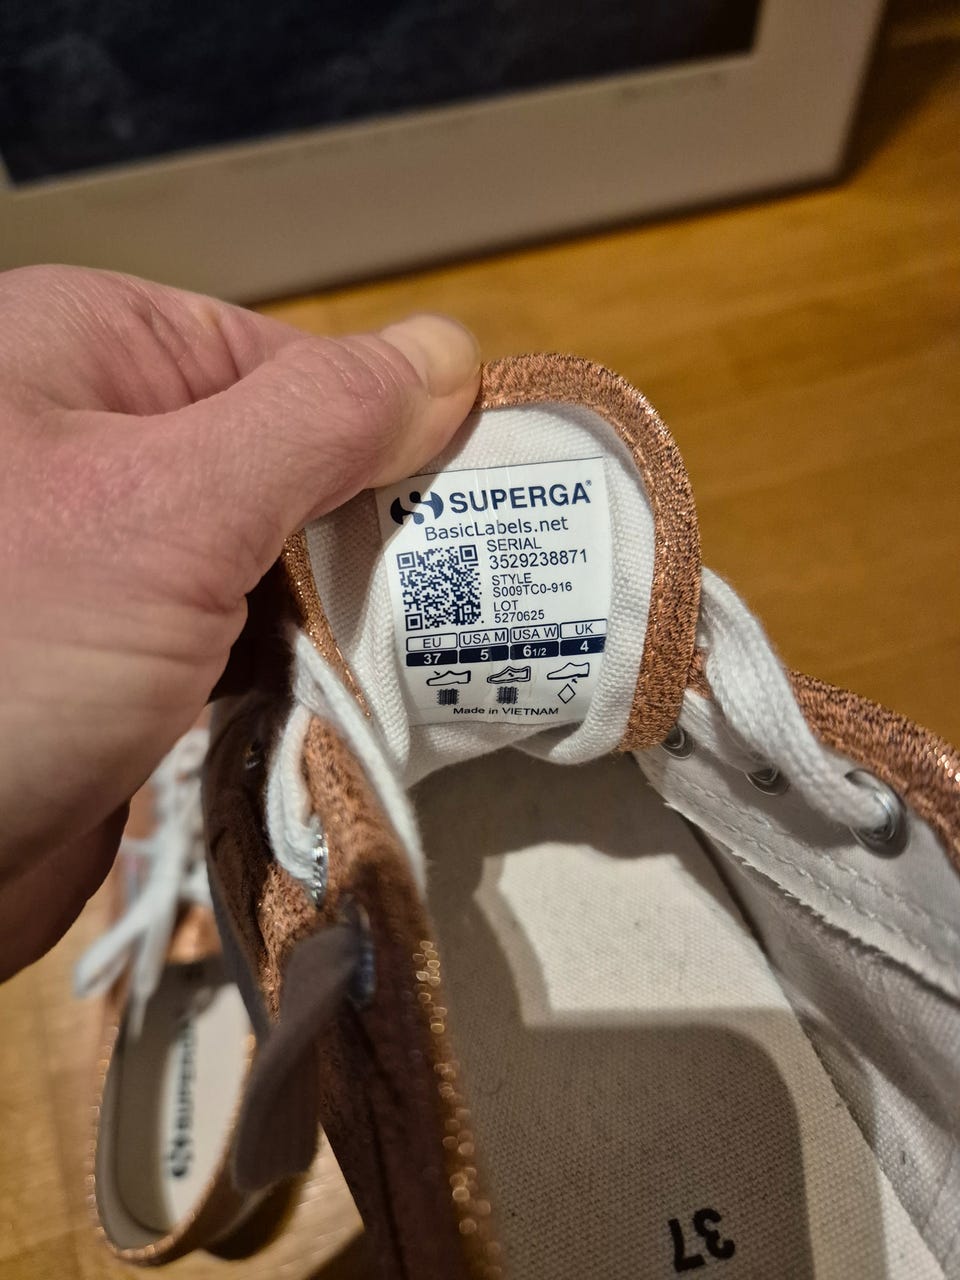 SUPERGA®
BasicLabels.net
SERIAL
3529238871
STYLE
S009TC0-916
LOT
5270625
EU USA M USA W UK
37 5 6 1/2 4
Made in VIETNAM
SUPERGA
37